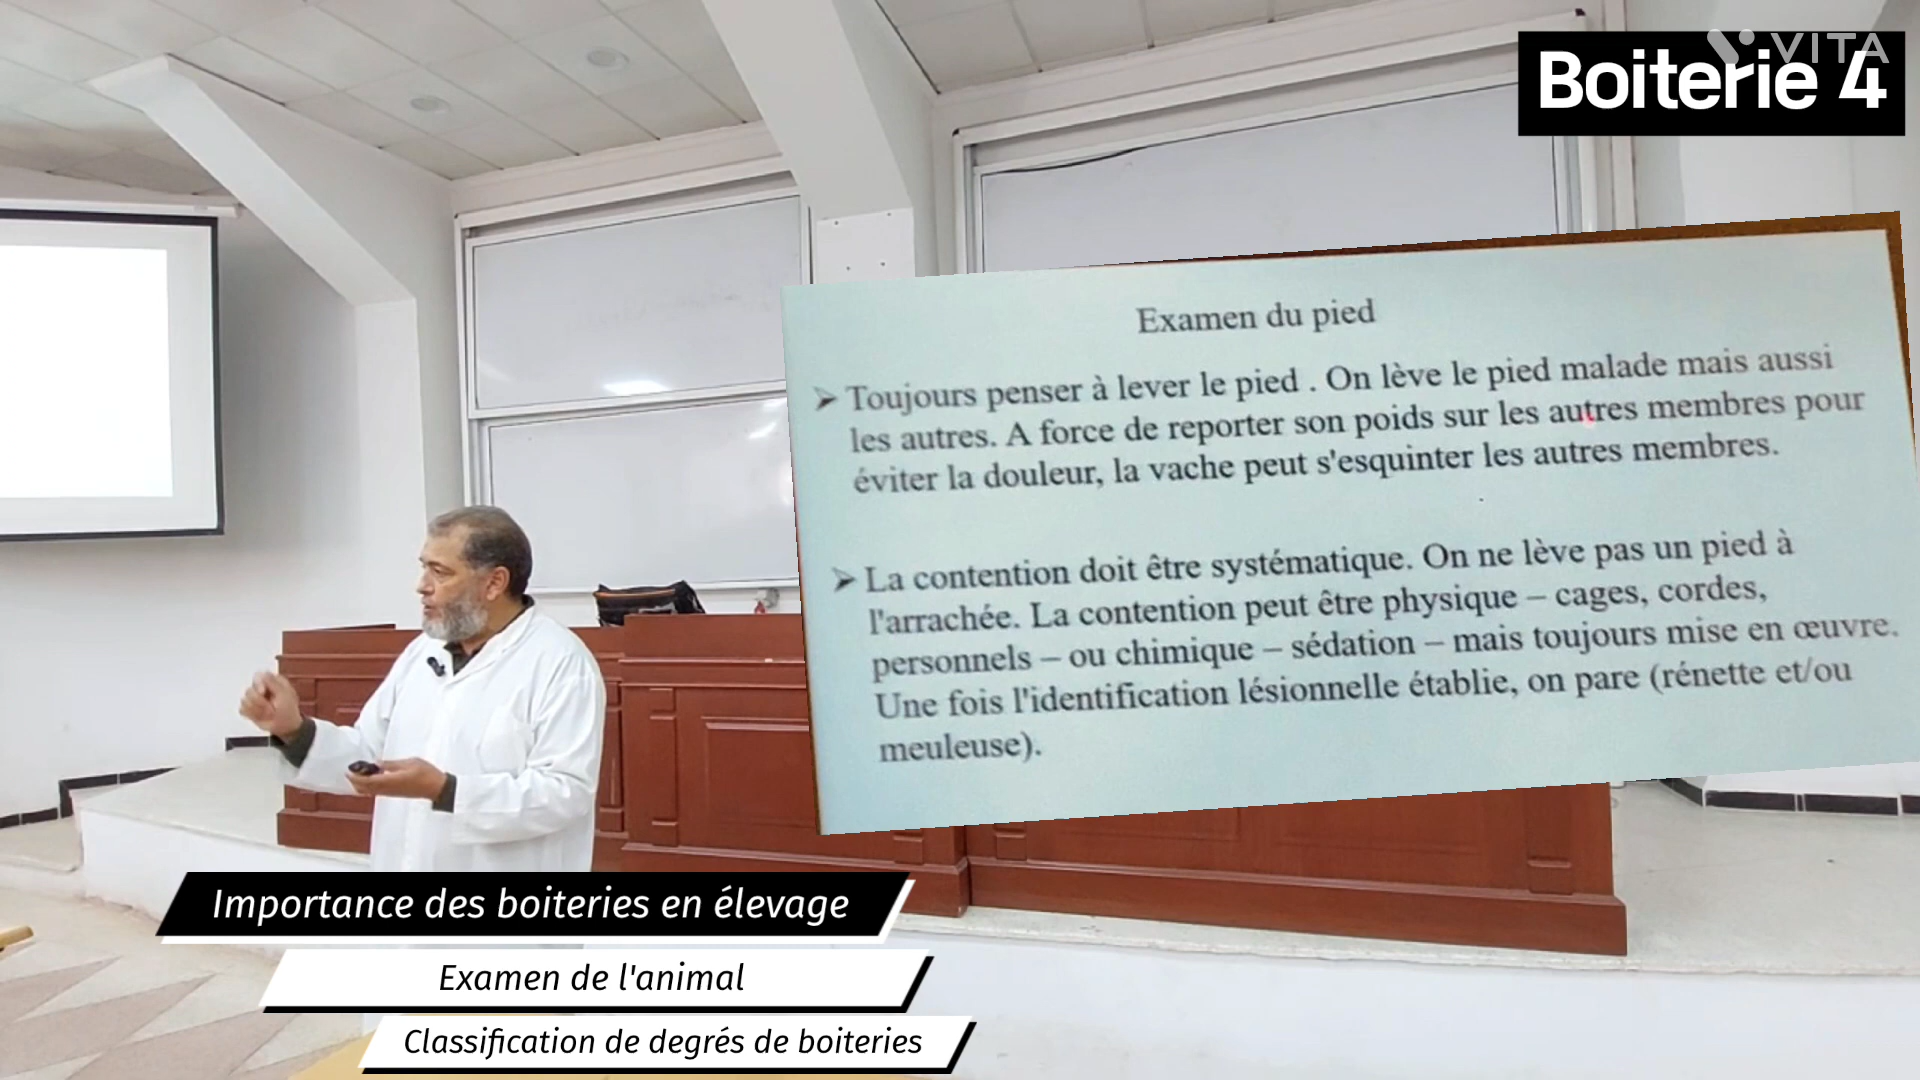 VITA
Boiterie 4
Examen du pied
➤ Toujours penser à lever le pied . On lève le pied malade mais aussi
les autres. A force de reporter son poids sur les autres membres pour
éviter la douleur, la vache peut s'esquinter les autres membres.
➤ La contention doit être systématique. On ne lève pas un pied à
l'arrachée. La contention peut être physique – cages, cordes,
personnels – ou chimique – sédation – mais toujours mise en œuvre.
Une fois l'identification lésionnelle établie, on pare (rénette et/ou
meuleuse).
Importance des boiteries en élevage
Examen de l'animal
Classification de degrés de boiteries